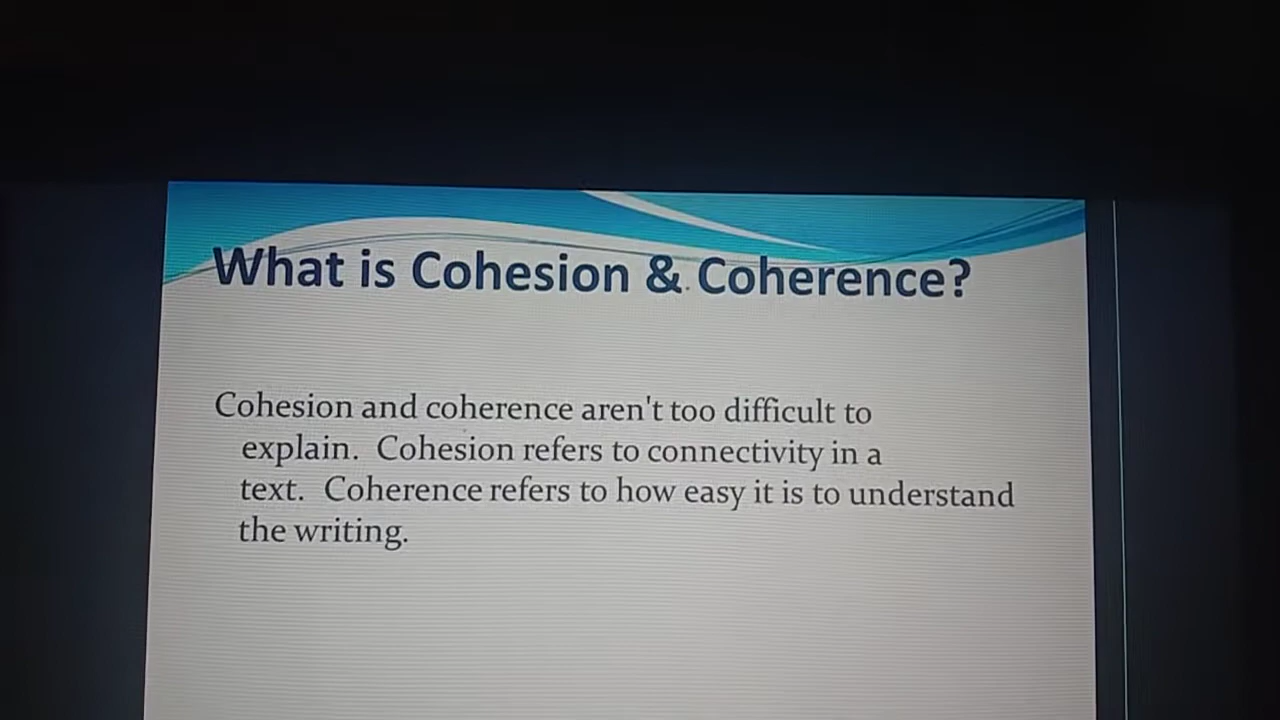 What is Cohesion & Coherence?
Cohesion and coherence aren't too difficult to
explain. Cohesion refers to connectivity in a
text. Coherence refers to how easy it is to understand
the writing.